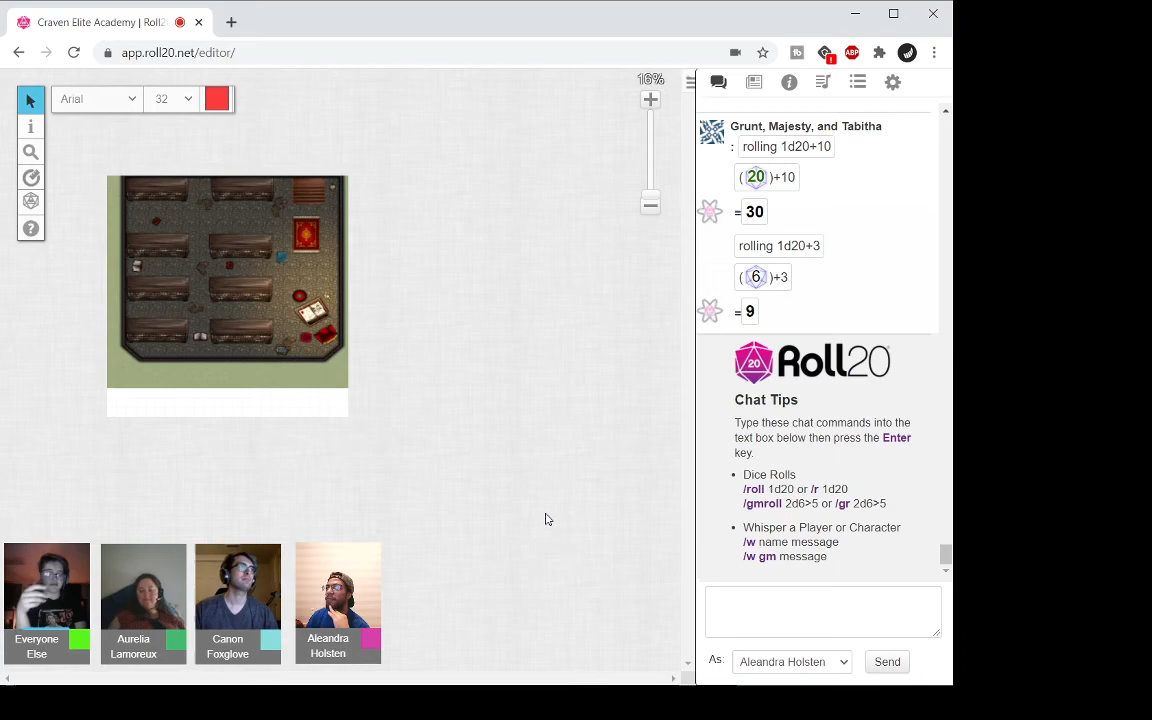 Craven Elite Academy | Roll2
app.roll20.net/editor/
ABP
Arial
32
16%
Grunt, Majesty, and Tabitha
: rolling 1d20+10
(20)+10
=30
rolling 1d20+3
(6)+3
=9
20 Roll20
Chat Tips
Type these chat commands into the
text box below then press the Enter
key.
• Dice Rolls
/roll 1d20 or /r 1d20
/gmroll 2d6>5 or /gr 2d6>5
• Whisper a Player or Character
/w name message
/w gm message
Everyone
Else
Aurelia
Lamoreux
Canon
Foxglove
Aleandra
Holsten
As: Aleandra Holsten Send